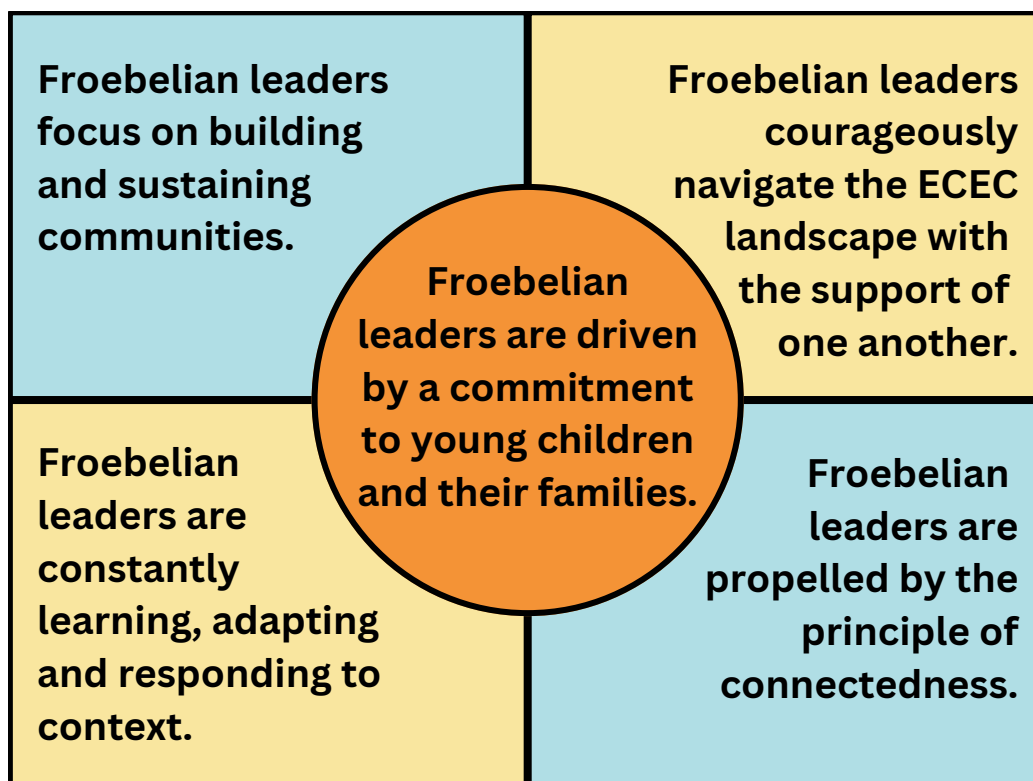 Froebelian leaders
focus on building
and sustaining
communities.
Froebelian leaders
courageously
navigate the ECEC
landscape with
the support of
one another.
Froebelian
leaders are driven
by a commitment
to young children
and their families.
Froebelian
leaders are
constantly
learning, adapting
and responding to
context.
Froebelian
leaders are
propelled by the
principle of
connectedness.